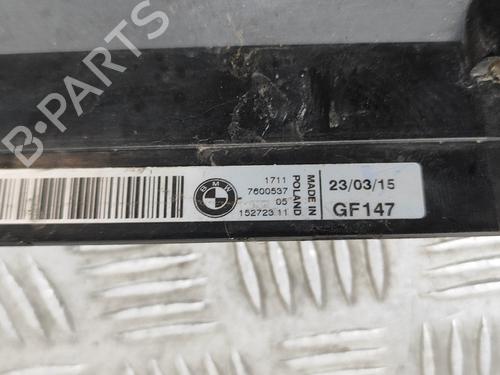 B-PARTS
BMW
1711
7600537
05
152723 11
MADE IN
POLAND
23/03/15
GF147